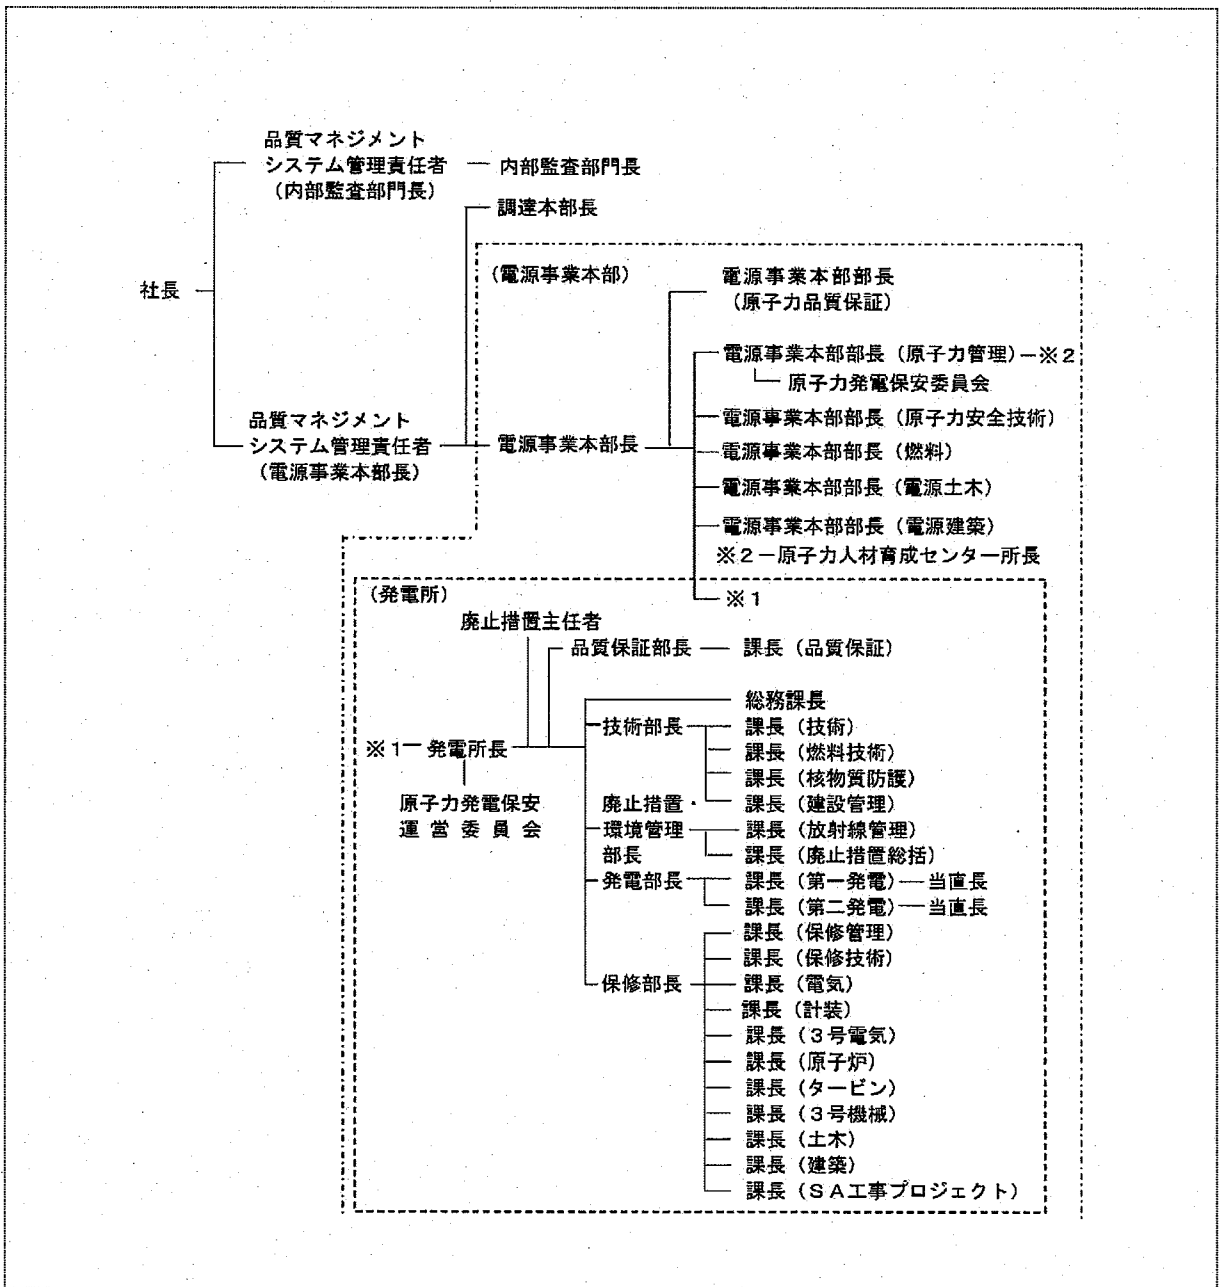 品質マネジメント
システム管理責任者
(内部監査部門長)
内部監査部門長
調達本部長
社長
(電源事業本部)
電源事業本部部長
(原子力品質保証)
電源事業本部部長(原子力管理)-※2
原子力発電保安委員会
品質マネジメント
システム管理責任者
(電源事業本部長)
電源事業本部長
電源事業本部部長(原子力安全技術)
電源事業本部部長(燃料)
電源事業本部部長(電源土木)
電源事業本部部長(電源建築)
※2-原子力人材育成センター所長
※1
(発電所)
廃止措置主任者
品質保証部長 課長(品質保証)
総務課長
※1 発電所長
原子力発電保安
運営委員会
技術部長 課長(技術)
課長(燃料技術)
課長(核物質防護)
課長(建設管理)
廃止措置・
環境管理
部長
課長(放射線管理)
課長(廃止措置総括)
発電部長 課長(第一発電) 当直長
課長(第二発電) 当直長
保修部長
課長(保修管理)
課長(保修技術)
課長(電気)
課長(計装)
課長(3号電気)
課長(原子炉)
課長(タービン)
課長(3号機械)
課長(土木)
課長(建築)
課長(SA工事プロジェクト)